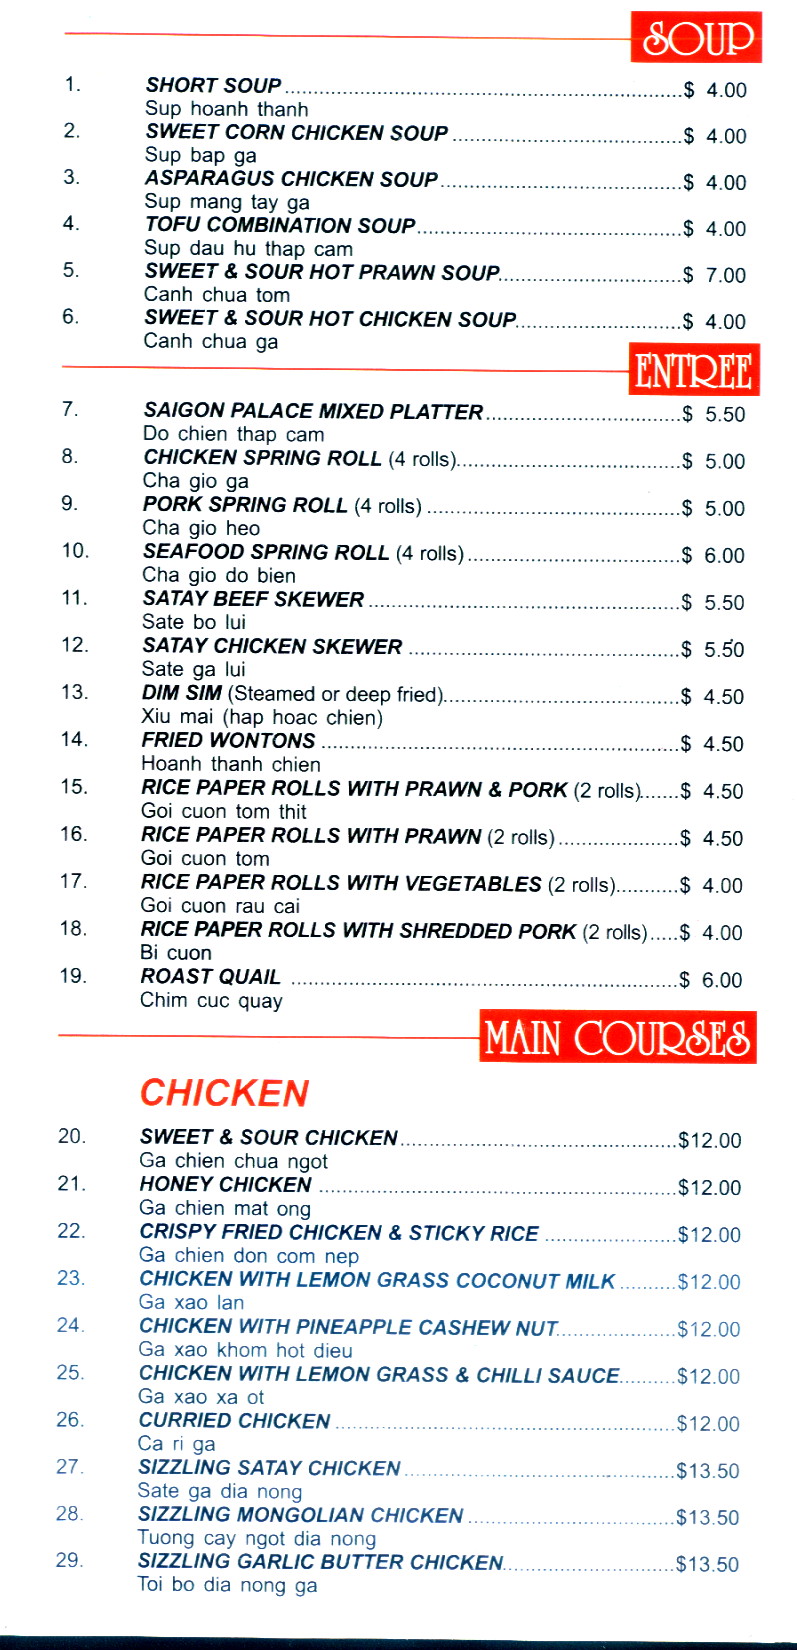 SOUP
1. SHORT SOUP $ 4.00
Sup hoanh thanh
2. SWEET CORN CHICKEN SOUP $ 4.00
Sup bap ga
3. ASPARAGUS CHICKEN SOUP $ 4.00
Sup mang tay ga
4. TOFU COMBINATION SOUP $ 4.00
Sup dau hu thap cam
5. SWEET & SOUR HOT PRAWN SOUP $ 7.00
Canh chua tom
6. SWEET & SOUR HOT CHICKEN SOUP $ 4.00
Canh chua ga
ENTREE
7. SAIGON PALACE MIXED PLATTER $ 5.50
Do chien thap cam
8. CHICKEN SPRING ROLL (4 rolls) $ 5.00
Cha gio ga
9. PORK SPRING ROLL (4 rolls) $ 5.00
Cha gio heo
10. SEAFOOD SPRING ROLL (4 rolls) $ 6.00
Cha gio do bien
11. SATAY BEEF SKEWER $ 5.50
Sate bo lui
12. SATAY CHICKEN SKEWER $ 5.50
Sate ga lui
13. DIM SIM (Steamed or deep fried) $ 4.50
Xiu mai (hap hoac chien)
14. FRIED WONTONS $ 4.50
Hoanh thanh chien
15. RICE PAPER ROLLS WITH PRAWN & PORK (2 rolls) $ 4.50
Goi cuon tom thit
16. RICE PAPER ROLLS WITH PRAWN (2 rolls) $ 4.50
Goi cuon tom
17. RICE PAPER ROLLS WITH VEGETABLES (2 rolls) $ 4.00
Goi cuon rau cai
18. RICE PAPER ROLLS WITH SHREDDED PORK (2 rolls) $ 4.00
Bi cuon
19. ROAST QUAIL $ 6.00
Chim cuc quay
MAIN COURSES
CHICKEN
20. SWEET & SOUR CHICKEN $12.00
Ga chien chua ngot
21. HONEY CHICKEN $12.00
Ga chien mat ong
22. CRISPY FRIED CHICKEN & STICKY RICE $12.00
Ga chien don com nep
23. CHICKEN WITH LEMON GRASS COCONUT MILK $12.00
Ga xao lan
24. CHICKEN WITH PINEAPPLE CASHEW NUT $12.00
Ga xao khom hot dieu
25. CHICKEN WITH LEMON GRASS & CHILLI SAUCE $12.00
Ga xao xa ot
26. CURRIED CHICKEN $12.00
Ca ri ga
27. SIZZLING SATAY CHICKEN $13.50
Sate ga dia nong
28. SIZZLING MONGOLIAN CHICKEN $13.50
Tuong cay ngot dia nong
29. SIZZLING GARLIC BUTTER CHICKEN $13.50
Toi bo dia nong ga